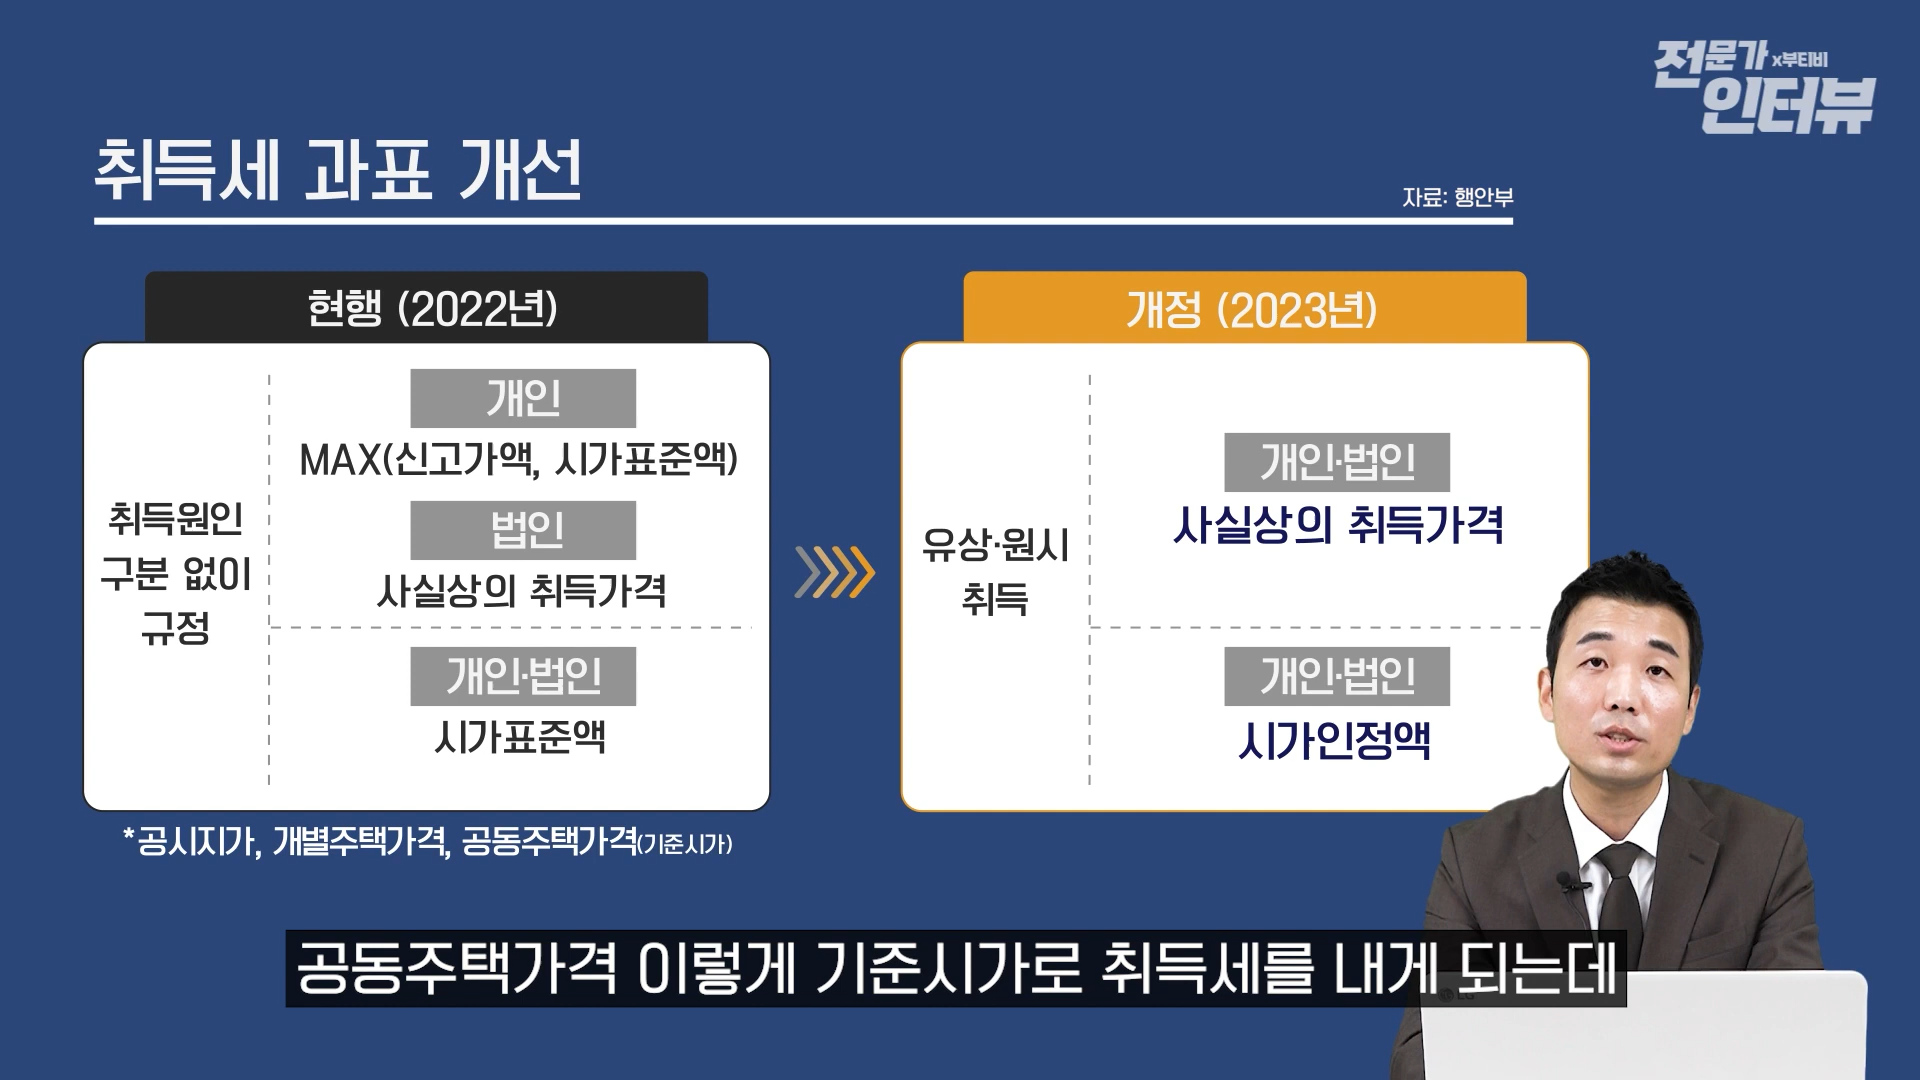 전문가 x부티비
인터뷰
취득세 과표 개선
자료: 행안부
현행 (2022년)
취득원인
구분 없이
규정
개인
MAX(신고가액, 시가표준액)
법인
사실상의 취득가격
개인·법인
시가표준액
*공시지가, 개별주택가격, 공동주택가격(기준시가)
개정 (2023년)
유상·원시
취득
개인·법인
사실상의 취득가격
개인·법인
시가인정액
공동주택가격 이렇게 기준시가로 취득세를 내게 되는데
LG